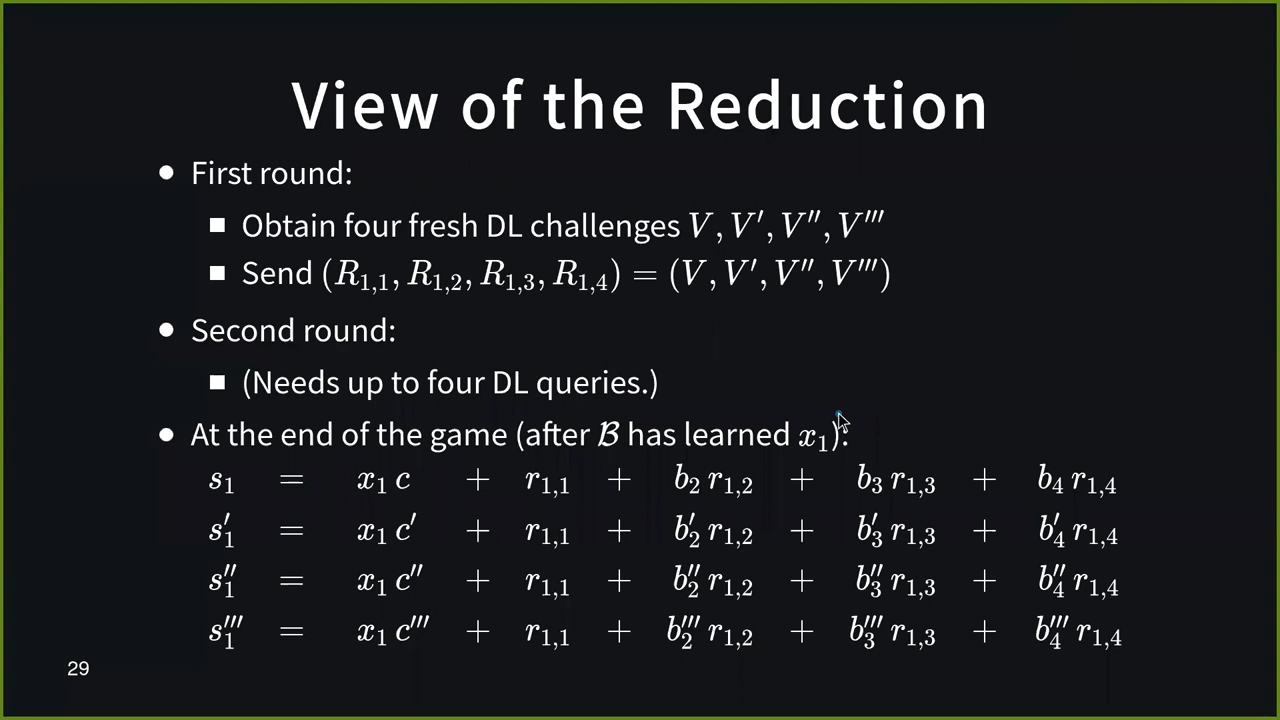 View of the Reduction
• First round:
▪ Obtain four fresh DL challenges V, V′, V″, V‴
▪ Send (R₁,₁, R₁,₂, R₁,₃, R₁,₄) = (V, V′, V″, V‴)
• Second round:
▪ (Needs up to four DL queries.)
• At the end of the game (after 𝓑 has learned x₁):
s₁ = x₁ c + r₁,₁ + b₂ r₁,₂ + b₃ r₁,₃ + b₄ r₁,₄
s′₁ = x₁ c′ + r₁,₁ + b′₂ r₁,₂ + b′₃ r₁,₃ + b′₄ r₁,₄
s″₁ = x₁ c″ + r₁,₁ + b″₂ r₁,₂ + b″₃ r₁,₃ + b″₄ r₁,₄
s‴₁ = x₁ c‴ + r₁,₁ + b‴₂ r₁,₂ + b‴₃ r₁,₃ + b‴₄ r₁,₄
29